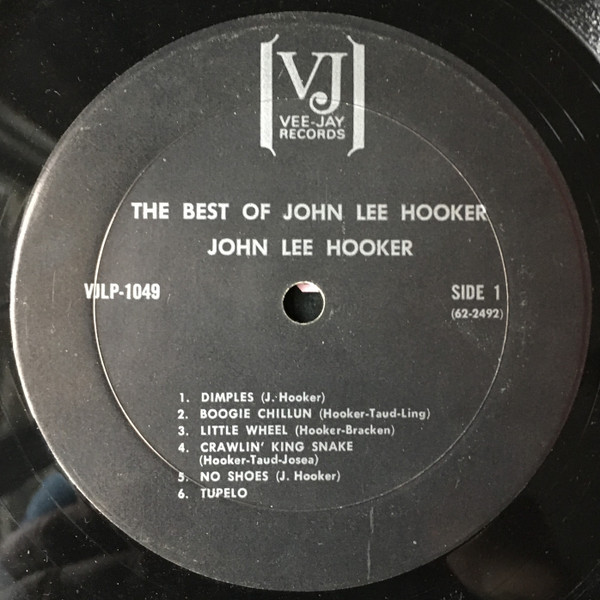 VJ
VEE-JAY
RECORDS
THE BEST OF JOHN LEE HOOKER
JOHN LEE HOOKER
VJLP-1049
SIDE 1
(62-2492)
1. DIMPLES (J. Hooker)
2. BOOGIE CHILLUN (Hooker-Taud-Ling)
3. LITTLE WHEEL (Hooker-Bracken)
4. CRAWLIN' KING SNAKE
(Hooker-Taud-Josea)
5. NO SHOES (J. Hooker)
6. TUPELO